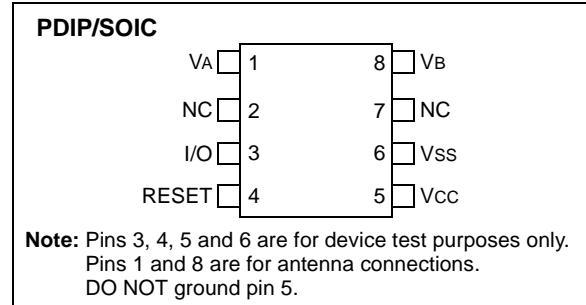 PDIP/SOIC
VA 1 8 VB
NC 2 7 NC
I/O 3 6 VSS
RESET 4 5 VCC
Note: Pins 3, 4, 5 and 6 are for device test purposes only.
Pins 1 and 8 are for antenna connections.
DO NOT ground pin 5.